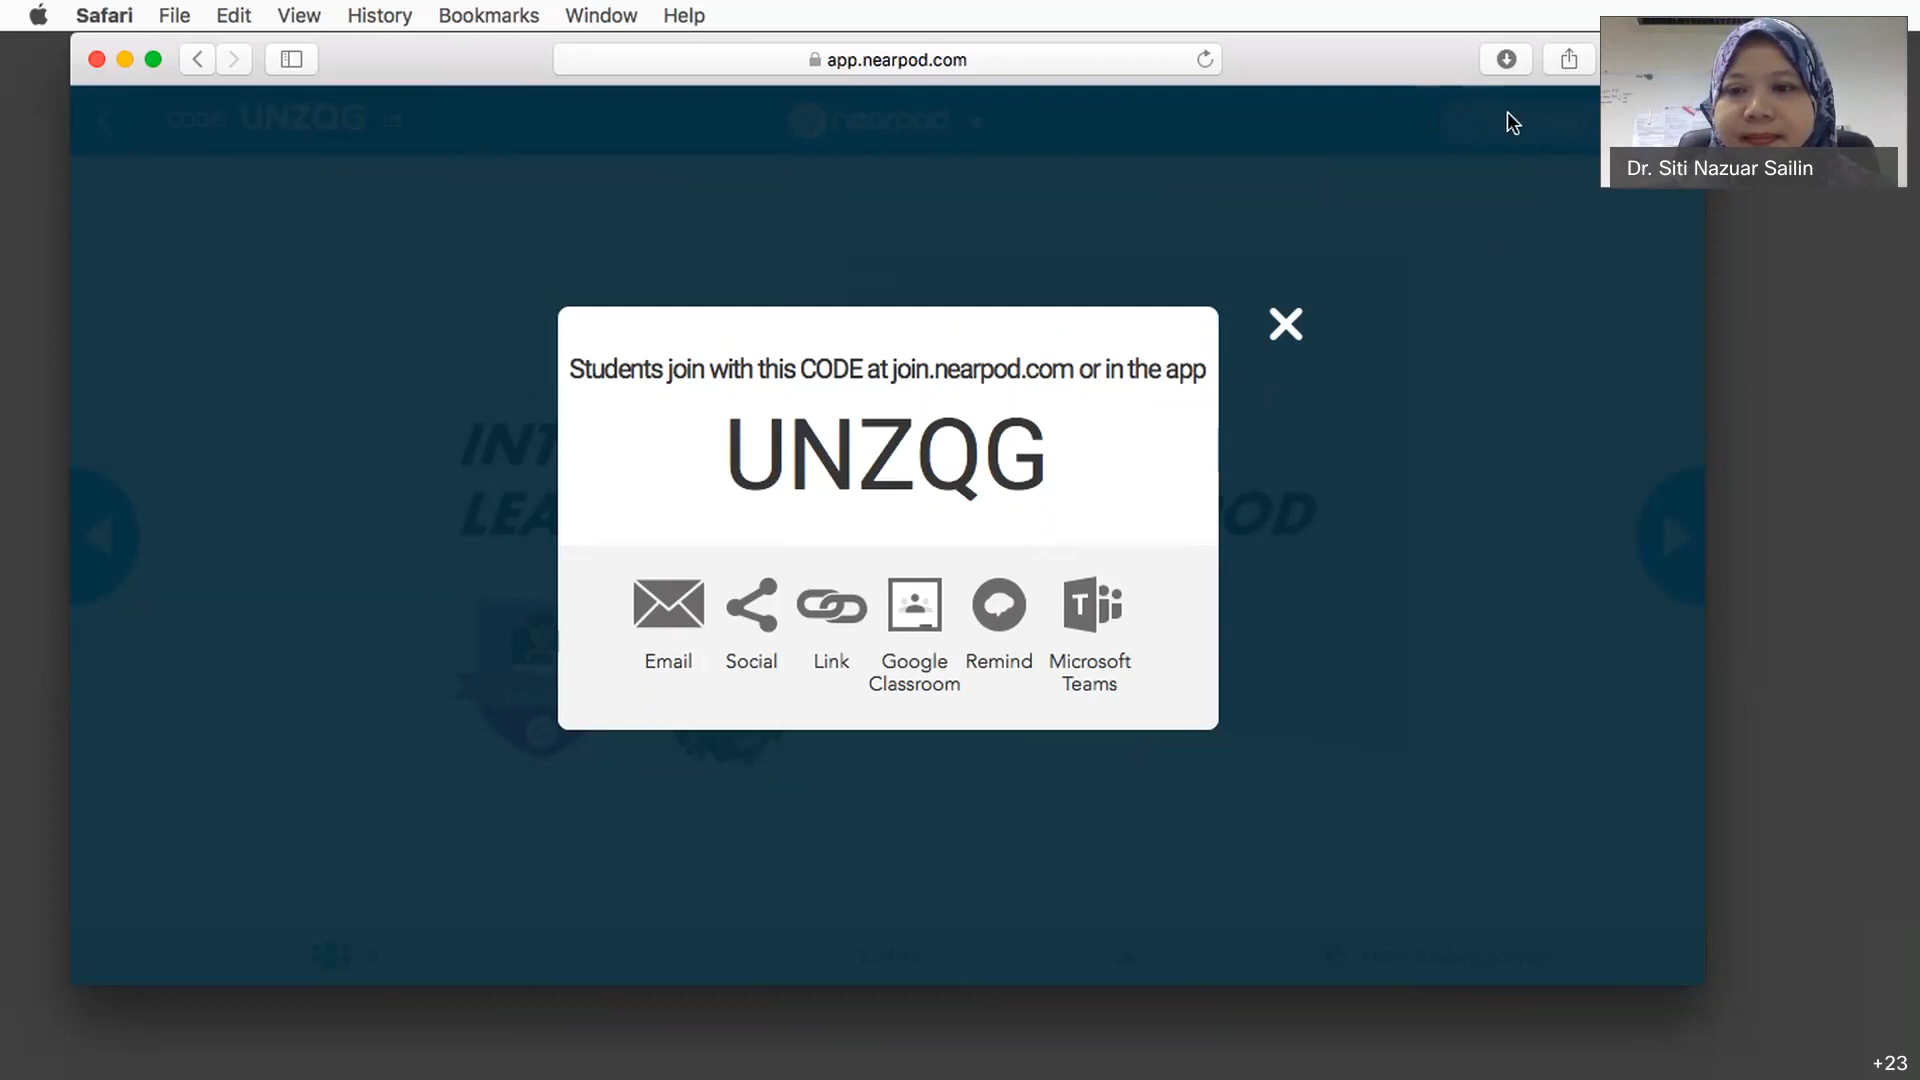 Safari File Edit View History Bookmarks Window Help
app.nearpod.com
CODE: UNZQG
nearpod
Dr. Siti Nazuar Sailin
Students join with this CODE at join.nearpod.com or in the app
UNZQG
Email Social Link Google Classroom Remind Microsoft Teams
+23